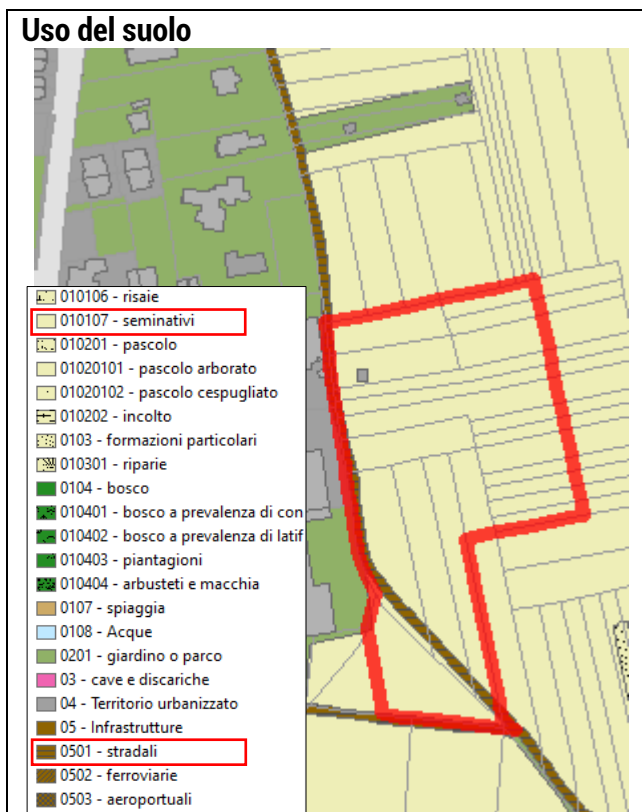 Uso del suolo
010106 - risaie
010107 - seminativi
010201 - pascolo
01020101 - pascolo arborato
01020102 - pascolo cespugliato
010202 - incolto
0103 - formazioni particolari
010301 - riparie
0104 - bosco
010401 - bosco a prevalenza di con
010402 - bosco a prevalenza di latif
010403 - piantagioni
010404 - arbusteti e macchia
0107 - spiaggia
0108 - Acque
0201 - giardino o parco
03 - cave e discariche
04 - Territorio urbanizzato
05 - Infrastrutture
0501 - stradali
0502 - ferroviarie
0503 - aeroportuali